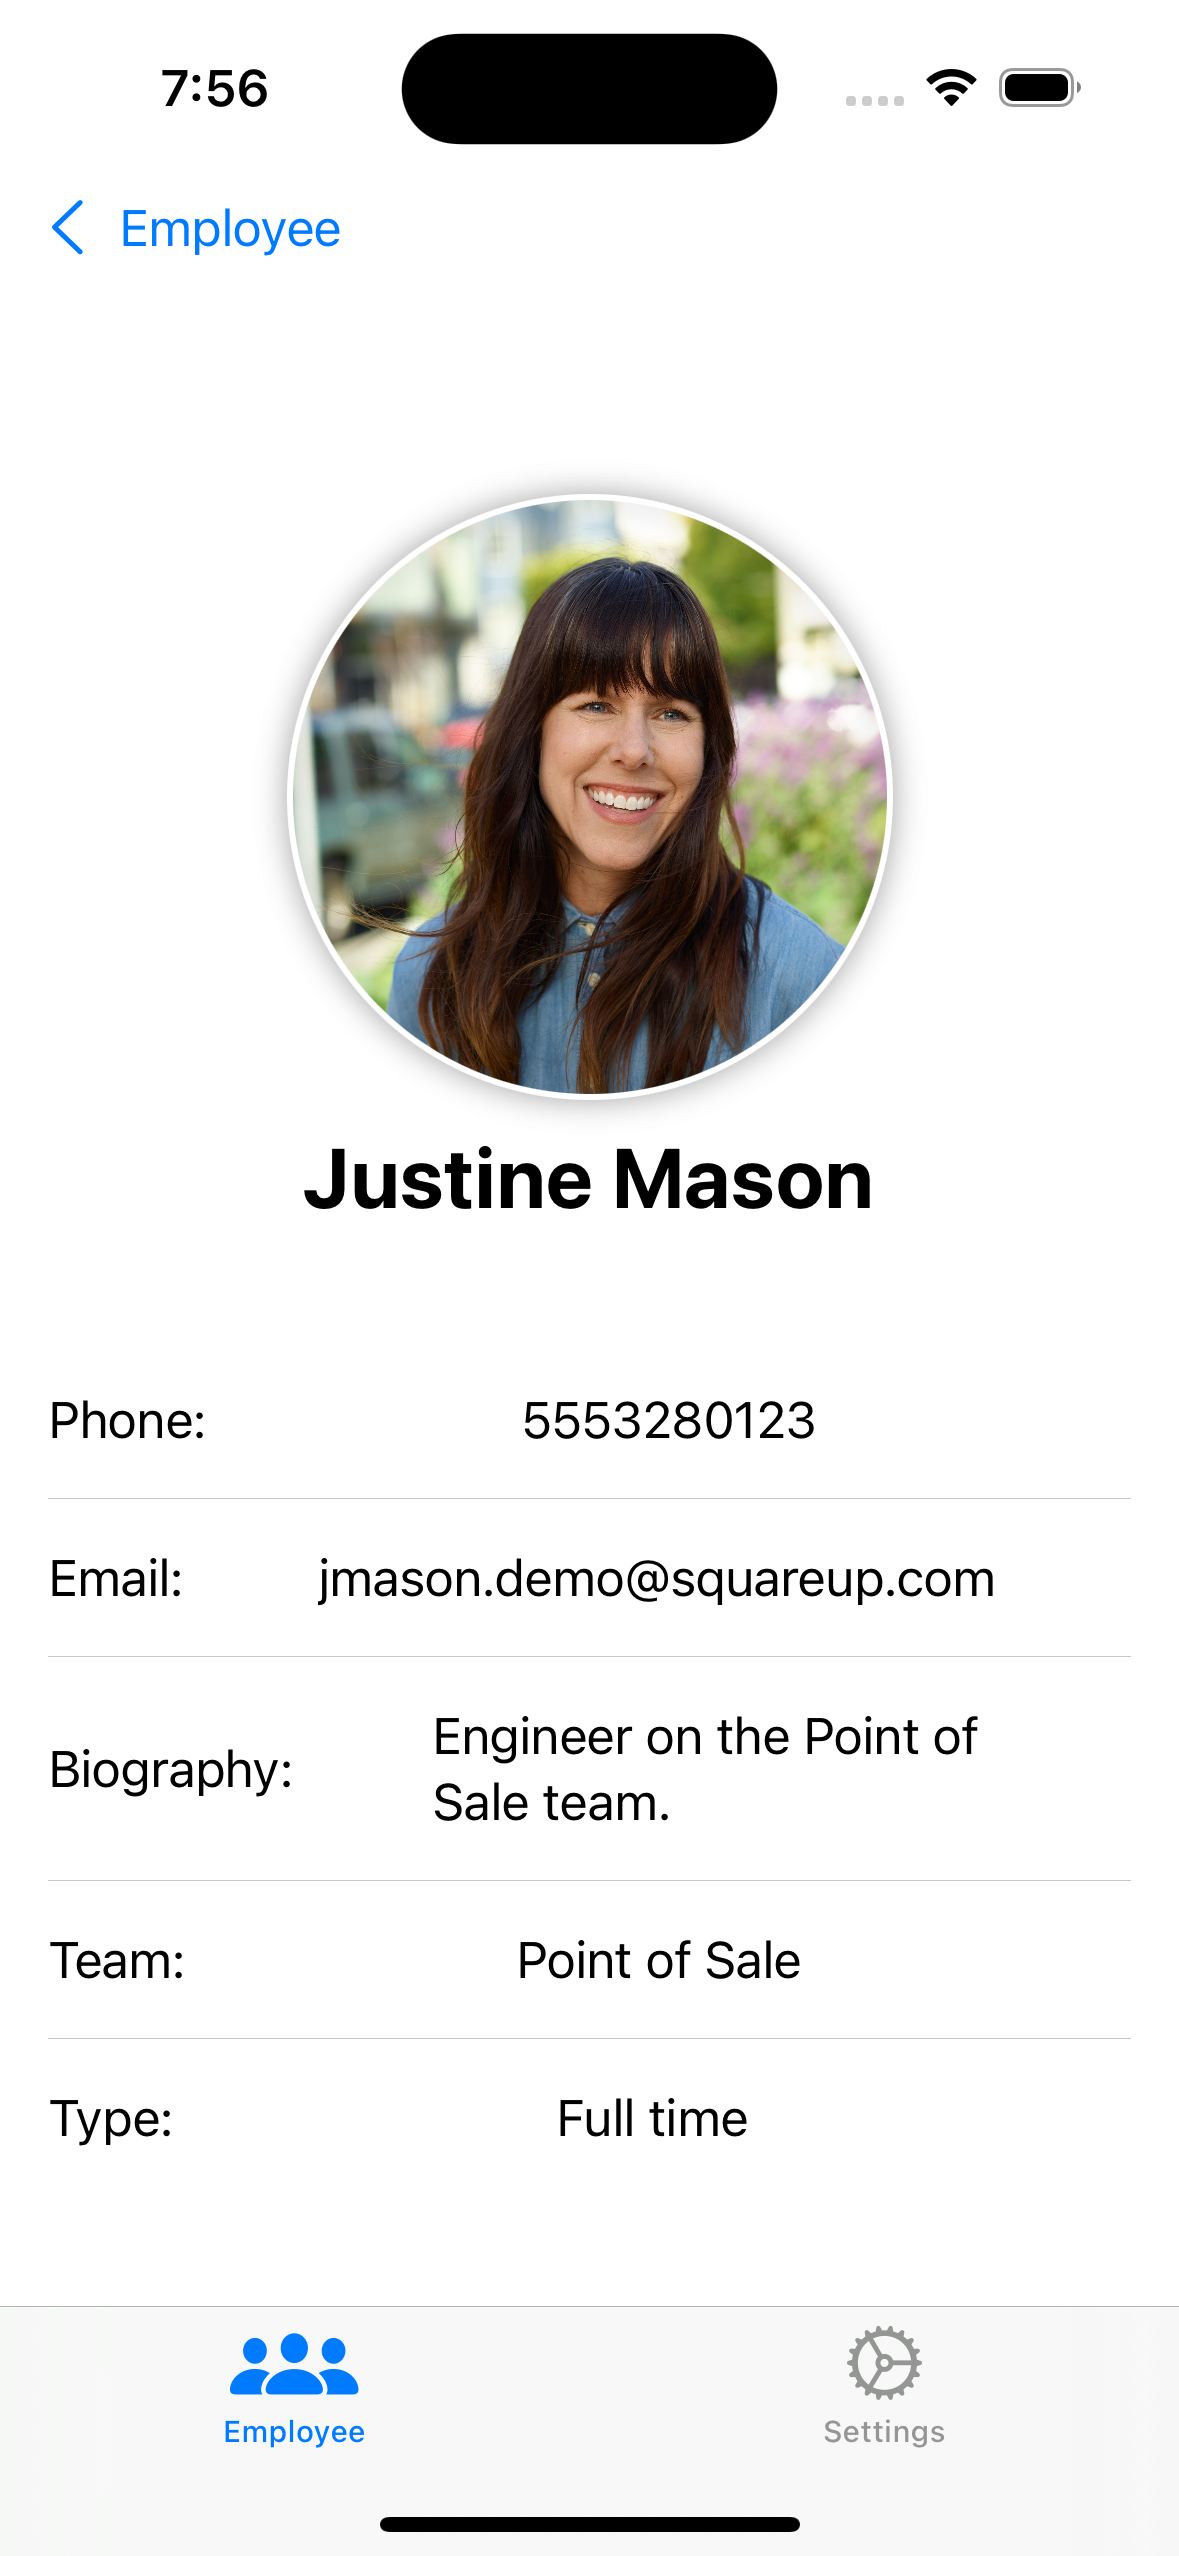 7:56
Employee
Justine Mason
Phone: 5553280123
Email: jmason.demo@squareup.com
Biography: Engineer on the Point of
Sale team.
Team: Point of Sale
Type: Full time
Employee Settings